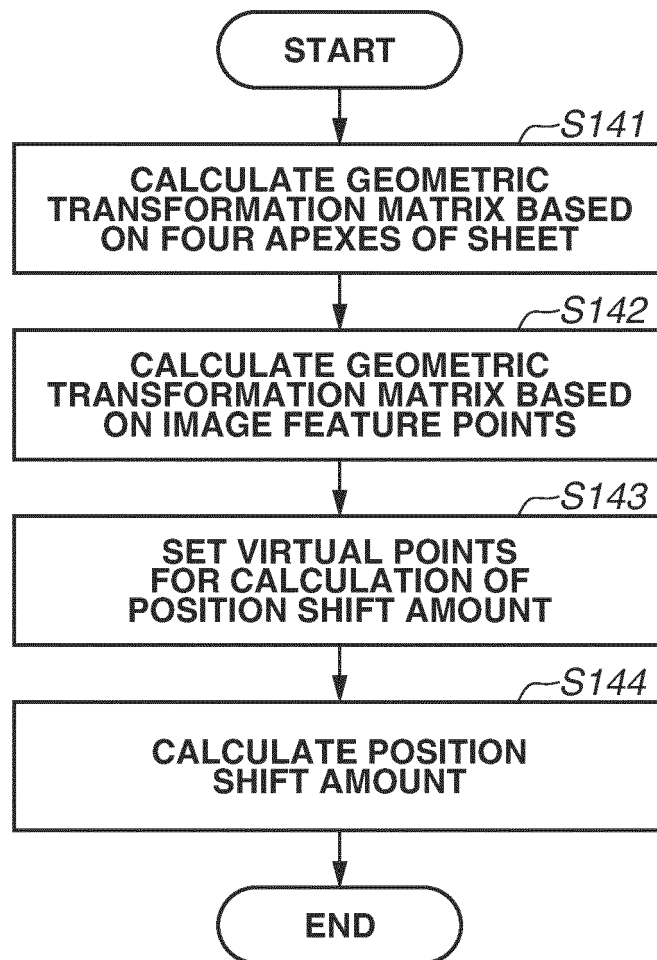 START
S141
CALCULATE GEOMETRIC
TRANSFORMATION MATRIX BASED
ON FOUR APEXES OF SHEET
S142
CALCULATE GEOMETRIC
TRANSFORMATION MATRIX BASED
ON IMAGE FEATURE POINTS
S143
SET VIRTUAL POINTS
FOR CALCULATION OF
POSITION SHIFT AMOUNT
S144
CALCULATE POSITION
SHIFT AMOUNT
END